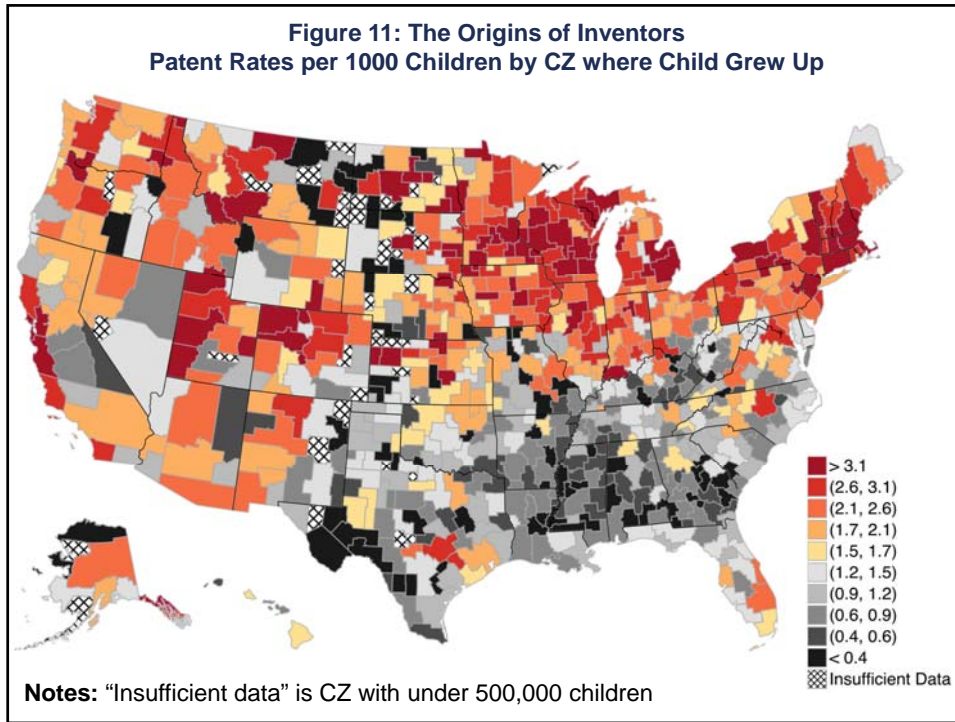 Figure 11: The Origins of Inventors
Patent Rates per 1000 Children by CZ where Child Grew Up
> 3.1
(2.6, 3.1)
(2.1, 2.6)
(1.7, 2.1)
(1.5, 1.7)
(1.2, 1.5)
(0.9, 1.2)
(0.6, 0.9)
(0.4, 0.6)
< 0.4
Insufficient Data
Notes: “Insufficient data” is CZ with under 500,000 children